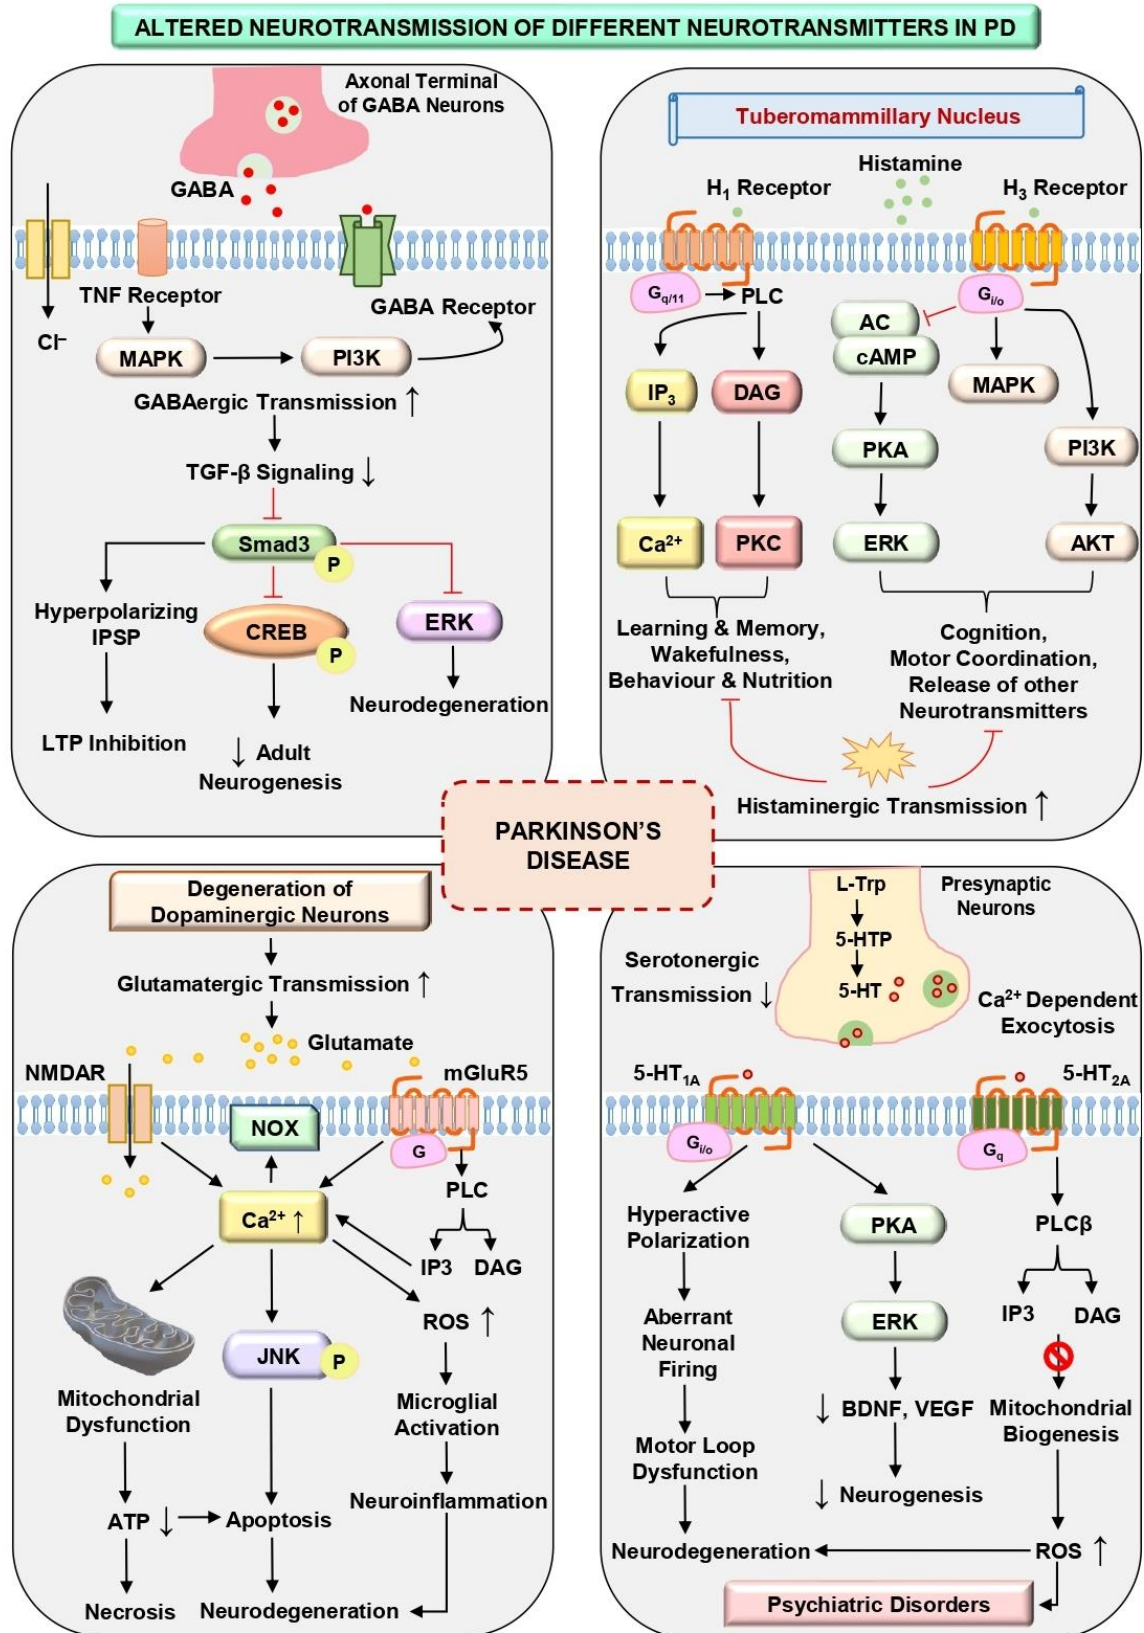 ALTERED NEUROTRANSMISSION OF DIFFERENT NEUROTRANSMITTERS IN PD
Axonal Terminal
of GABA Neurons
GABA
TNF Receptor
GABA Receptor
Cl⁻
MAPK
PI3K
GABAergic Transmission ↑
TGF-β Signaling ↓
Smad3
P
Hyperpolarizing
IPSP
CREB
P
ERK
Neurodegeneration
LTP Inhibition
↓ Adult
Neurogenesis
Tuberomammillary Nucleus
Histamine
H₁ Receptor
H₃ Receptor
Gq/11
PLC
Gi/o
AC
cAMP
MAPK
IP₃
DAG
PKA
PI3K
Ca²⁺
PKC
ERK
AKT
Learning & Memory,
Wakefulness,
Behaviour & Nutrition
Cognition,
Motor Coordination,
Release of other
Neurotransmitters
Histaminergic Transmission ↑
PARKINSON'S
DISEASE
Degeneration of
Dopaminergic Neurons
Glutamatergic Transmission ↑
Glutamate
NMDAR
mGluR5
NOX
G
PLC
Ca²⁺ ↑
IP3
DAG
ROS ↑
JNK
P
Mitochondrial
Dysfunction
Microglial
Activation
Neuroinflammation
ATP ↓
Apoptosis
Necrosis
Neurodegeneration
L-Trp
Presynaptic
Neurons
5-HTP
Serotonergic
Transmission ↓
5-HT
Ca²⁺ Dependent
Exocytosis
5-HT₁A
5-HT₂A
Gi/o
Gq
Hyperactive
Polarization
PKA
PLCβ
Aberrant
Neuronal
Firing
ERK
IP3
DAG
↓ BDNF, VEGF
Mitochondrial
Biogenesis
Motor Loop
Dysfunction
↓ Neurogenesis
Neurodegeneration
ROS ↑
Psychiatric Disorders